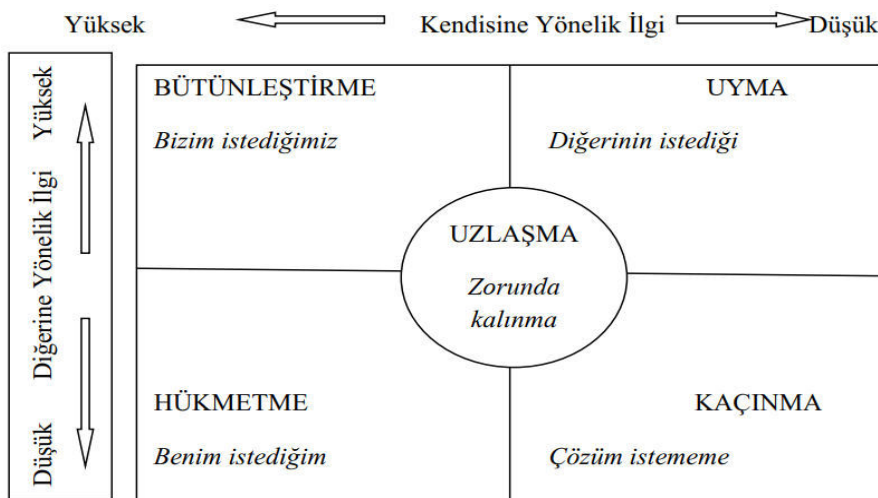 Yüksek Kendisine Yönelik İlgi Düşük
Yüksek
Diğerine Yönelik İlgi
Düşük
BÜTÜNLEŞTİRME
Bizim istediğimiz
UYMA
Diğerinin istediği
UZLAŞMA
Zorunda
kalınma
HÜKMETME
Benim istediğim
KAÇINMA
Çözüm istememe